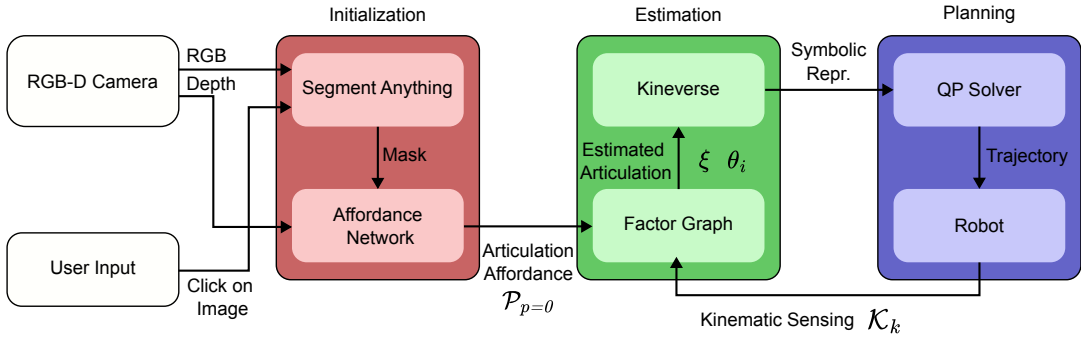 Initialization
Estimation
Planning
RGB-D Camera
RGB
Depth
Segment Anything
Mask
Affordance
Network
User Input
Click on
Image
Articulation
Affordance
𝒫ₚ₌₀
Kineverse
Estimated
Articulation
ξ θᵢ
Factor Graph
Symbolic
Repr.
QP Solver
Trajectory
Robot
Kinematic Sensing 𝒦ₖ